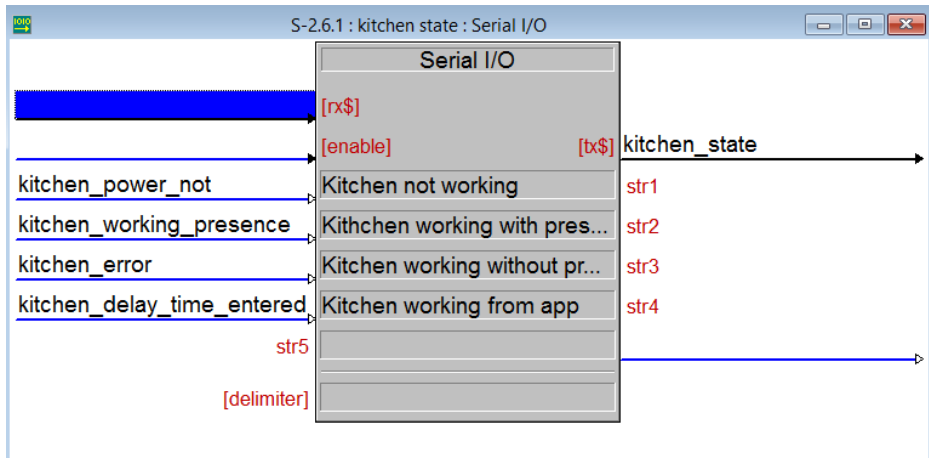 S-2.6.1 : kitchen state : Serial I/O
Serial I/O
[rx$]
[enable] [tx$] kitchen_state
kitchen_power_not Kitchen not working str1
kitchen_working_presence Kithchen working with pres... str2
kitchen_error Kitchen working without pr... str3
kitchen_delay_time_entered Kitchen working from app str4
str5
[delimiter]